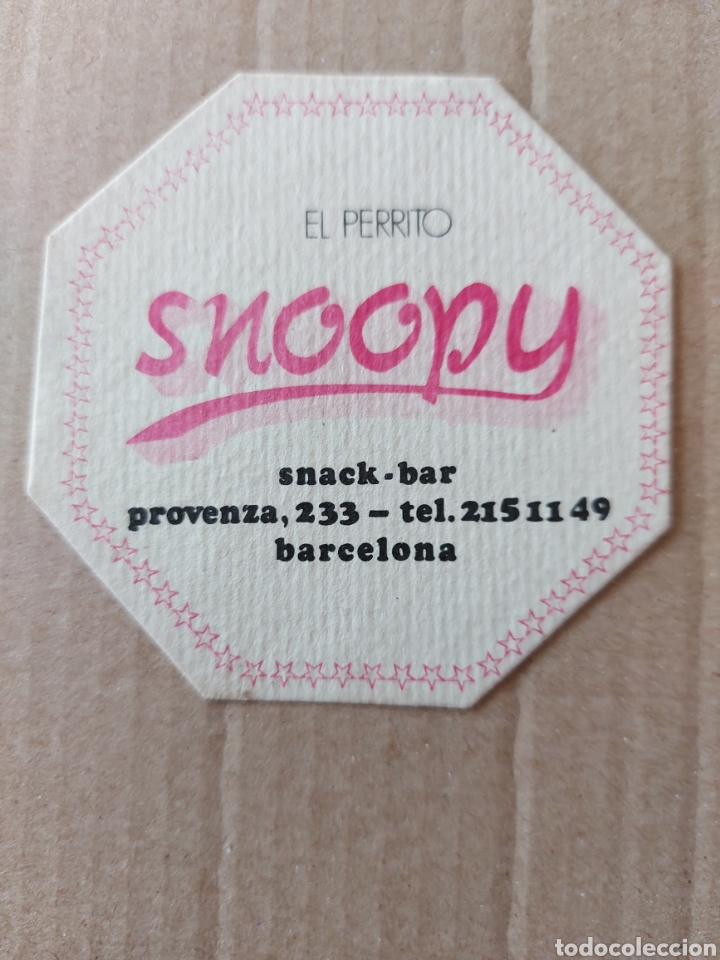 EL PERRITO
snoopy
snack-bar
provenza, 233 - tel. 215 11 49
barcelona
todocoleccion